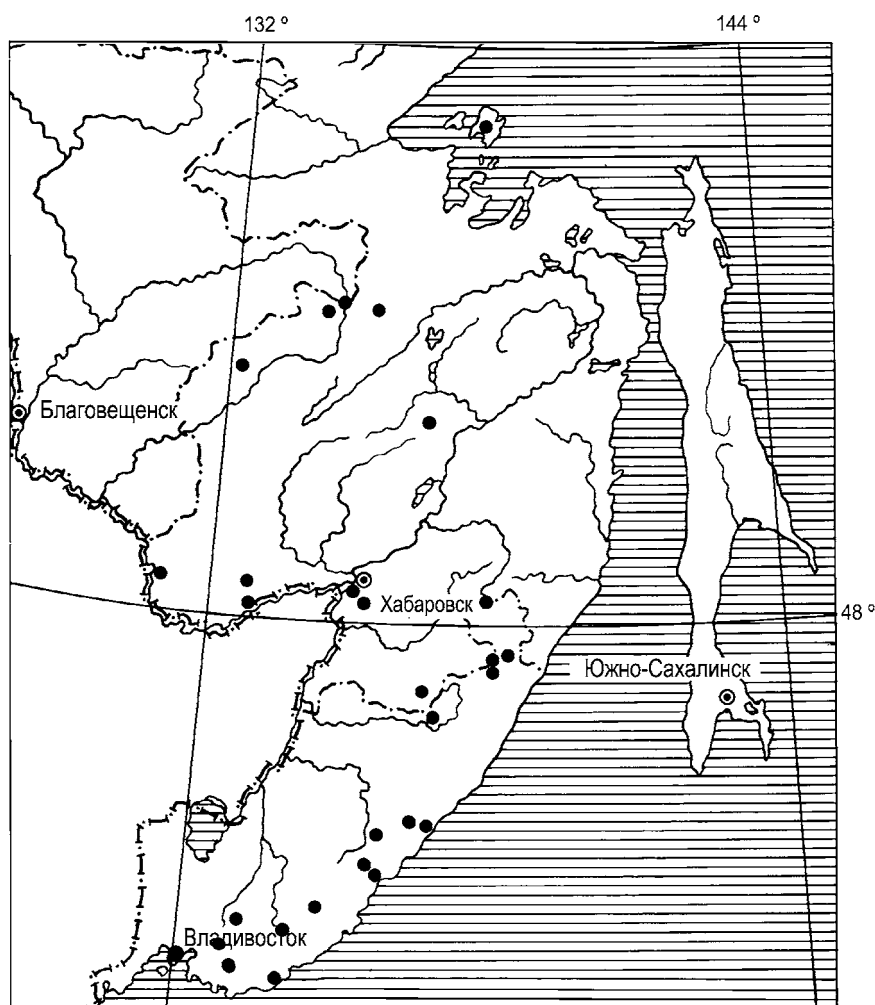 132 º
144 º
Благовещенск
Хабаровск
48 º
Южно-Сахалинск
Владивосток